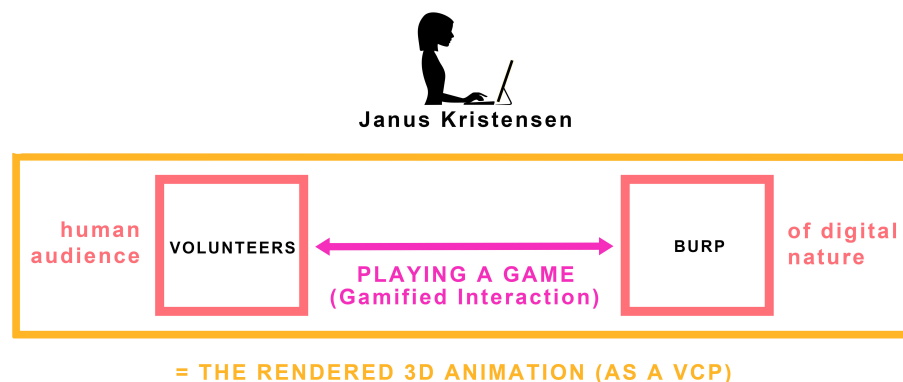 Janus Kristensen
human
audience
VOLUNTEERS
PLAYING A GAME
(Gamified Interaction)
BURP
of digital
nature
= THE RENDERED 3D ANIMATION (AS A VCP)